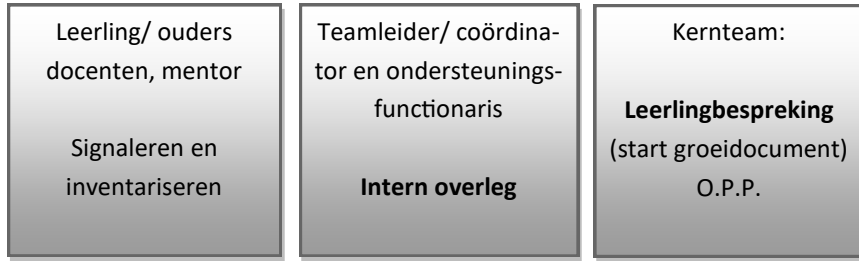 Leerling/ ouders
docenten, mentor
Signaleren en
inventariseren
Teamleider/ coördina-
tor en ondersteunings-
functionaris
Intern overleg
Kernteam:
Leerlingbespreking
(start groeidocument)
O.P.P.